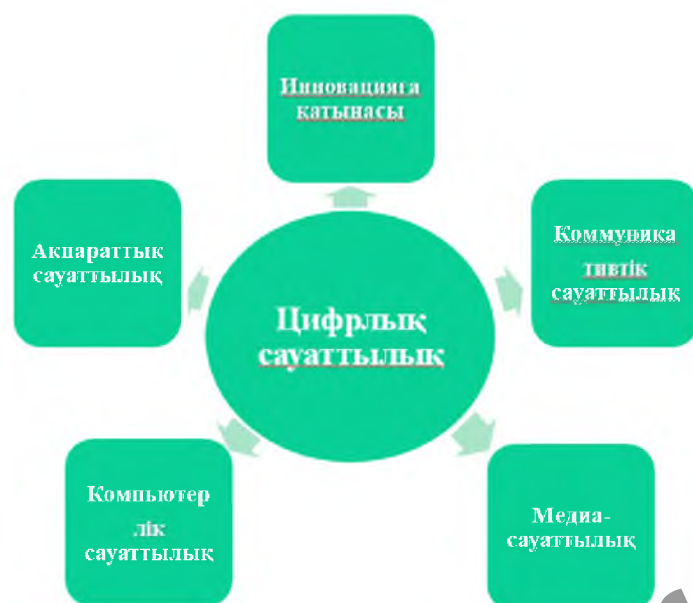 Инновацияға
қатынасы
Ақпараттық
сауаттылық
Коммуника
тивтік
сауаттылық
Цифрлық
сауаттылық
Компьютер
лік
сауаттылық
Медиа-
сауаттылық